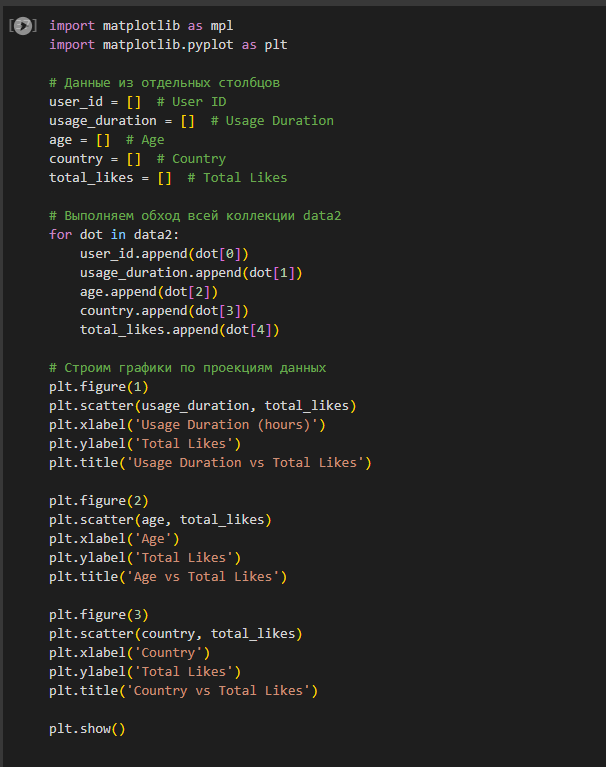 import matplotlib as mpl
import matplotlib.pyplot as plt
# Данные из отдельных столбцов
user_id = []  # User ID
usage_duration = []  # Usage Duration
age = []  # Age
country = []  # Country
total_likes = []  # Total Likes
# Выполняем обход всей коллекции data2
for dot in data2:
    user_id.append(dot[0])
    usage_duration.append(dot[1])
    age.append(dot[2])
    country.append(dot[3])
    total_likes.append(dot[4])
# Строим графики по проекциям данных
plt.figure(1)
plt.scatter(usage_duration, total_likes)
plt.xlabel('Usage Duration (hours)')
plt.ylabel('Total Likes')
plt.title('Usage Duration vs Total Likes')
plt.figure(2)
plt.scatter(age, total_likes)
plt.xlabel('Age')
plt.ylabel('Total Likes')
plt.title('Age vs Total Likes')
plt.figure(3)
plt.scatter(country, total_likes)
plt.xlabel('Country')
plt.ylabel('Total Likes')
plt.title('Country vs Total Likes')
plt.show()